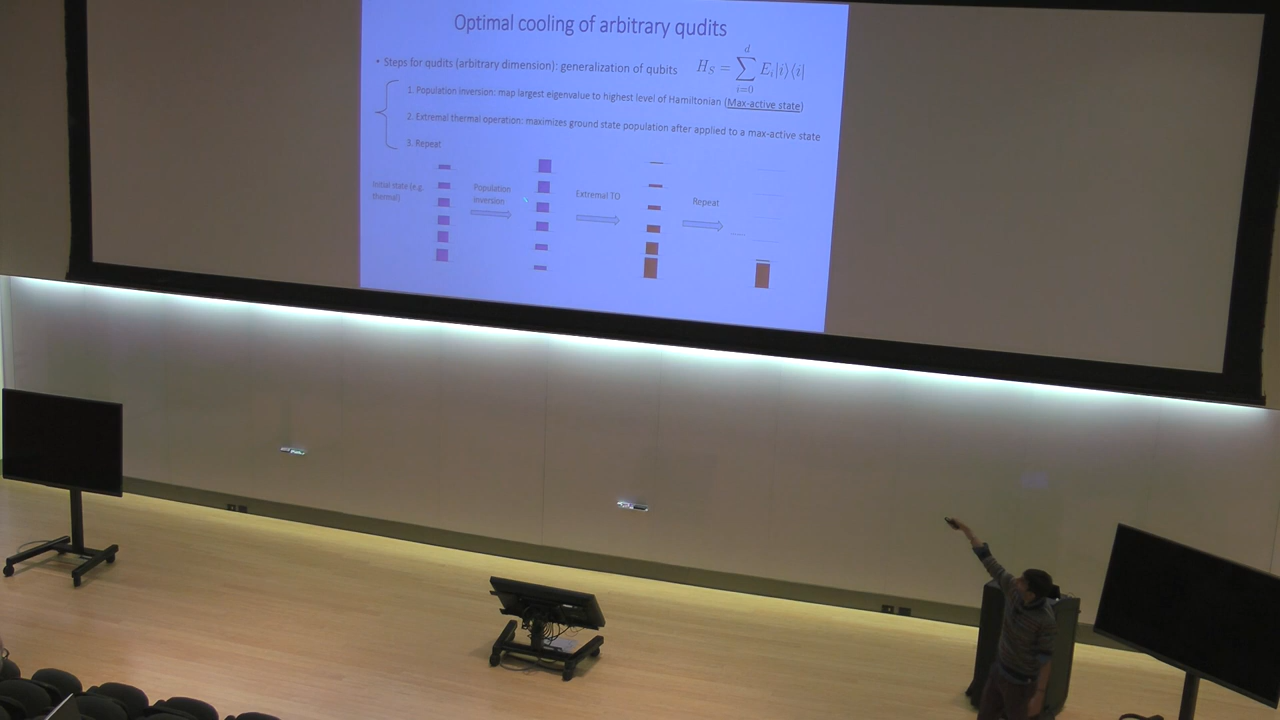 Optimal cooling of arbitrary qudits
• Steps for qudits (arbitrary dimension): generalization of qubits
H_S = \sum_{i=0}^{d} E_i|i⟩⟨i|
1. Population inversion: map largest eigenvalue to highest level of Hamiltonian (Max-active state)
2. Extremal thermal operation: maximizes ground state population after applied to a max-active state
3. Repeat
Initial state (e.g.
thermal)
Population
inversion
Extremal TO
Repeat
......